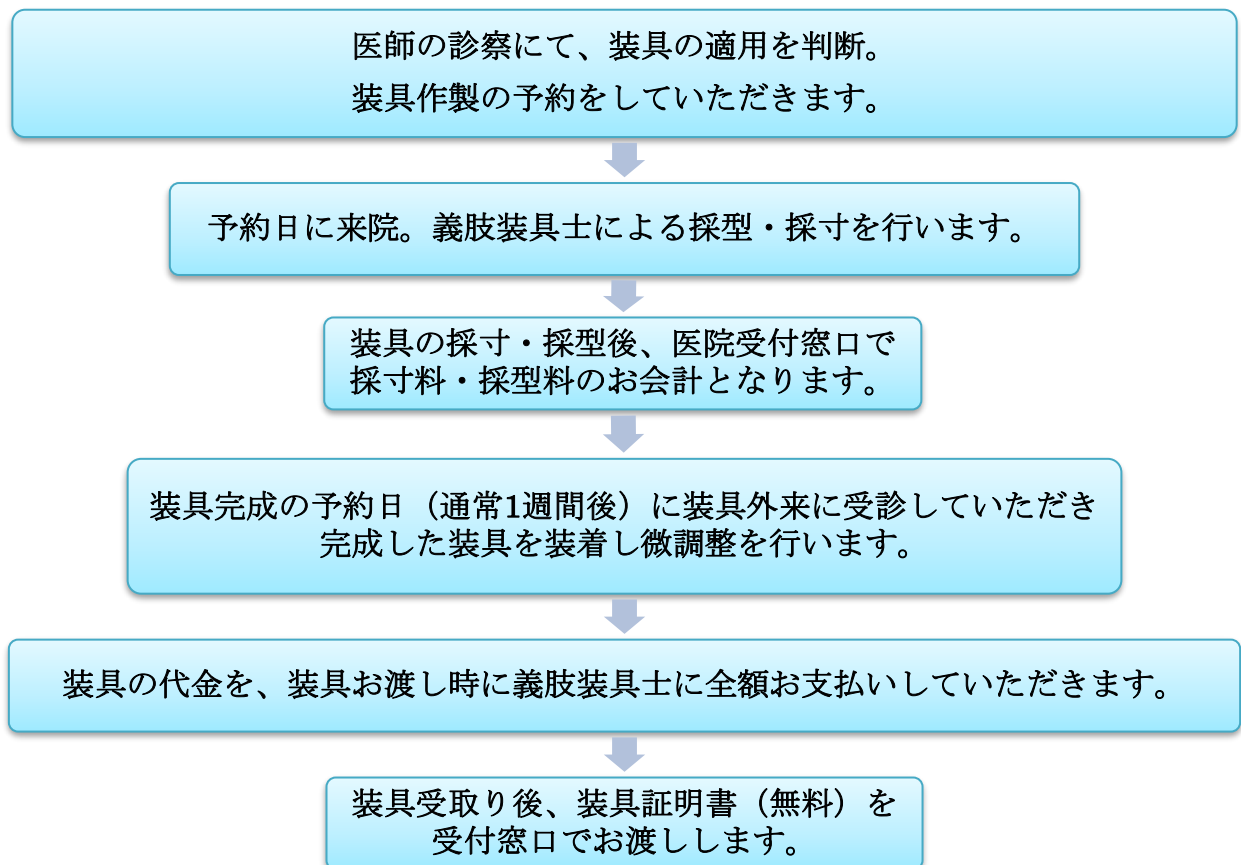 医師の診察にて、装具の適用を判断。
装具作製の予約をしていただきます。
予約日に来院。義肢装具士による採型・採寸を行います。
装具の採寸・採型後、医院受付窓口で
採寸料・採型料のお会計となります。
装具完成の予約日（通常1週間後）に装具外来に受診していただき
完成した装具を装着し微調整を行います。
装具の代金を、装具お渡し時に義肢装具士に全額お支払いしていただきます。
装具受取り後、装具証明書（無料）を
受付窓口でお渡しします。